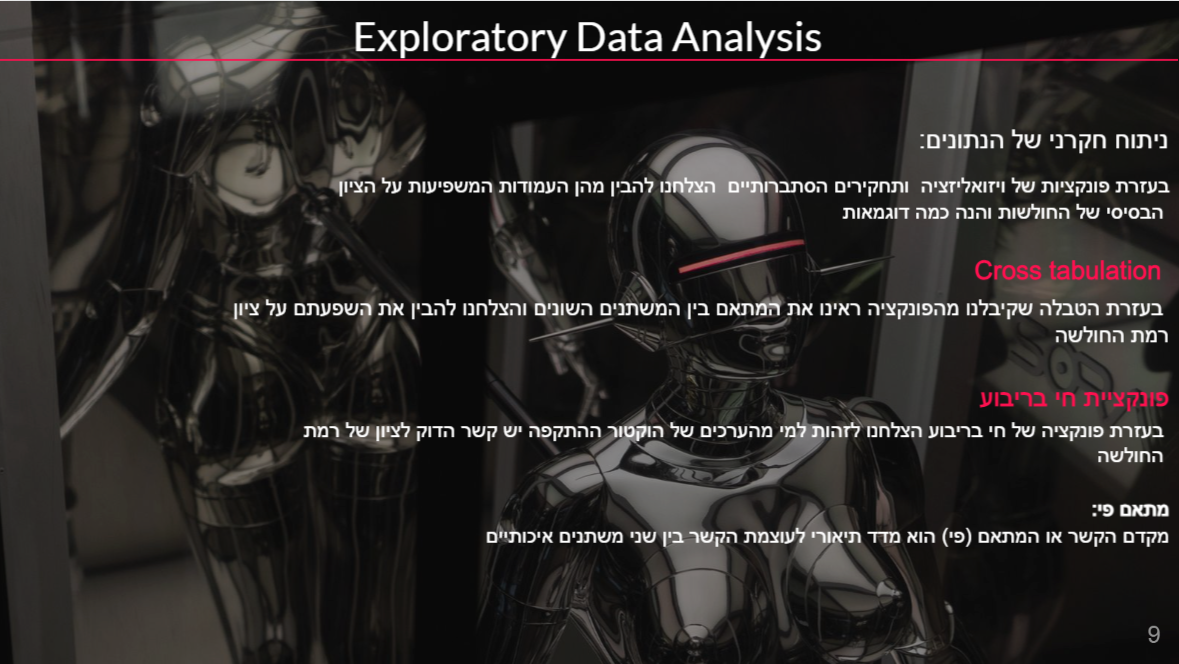 Exploratory Data Analysis
ניתוח חקרני של הנתונים:
בעזרת פונקציות של ויזואליזציה ותחקירים הסתברותיים הצלחנו להבין מהן העמודות המשפיעות על הציון
הבסיסי של החולשות והנה כמה דוגמאות
Cross tabulation
בעזרת הטבלה שקיבלנו מהפונקציה ראינו את המתאם בין המשתנים השונים והצלחנו להבין את השפעתם על ציון
רמת החולשה
פונקציית חי בריבוע
בעזרת פונקציה של חי בריבוע הצלחנו לזהות למי מהערכים של הוקטור ההתקפה יש קשר הדוק לציון של רמת
החולשה
מתאם פי:
מקדם הקשר או המתאם (פי) הוא מדד תיאורי לעוצמת הקשר בין שני משתנים איכותיים
9